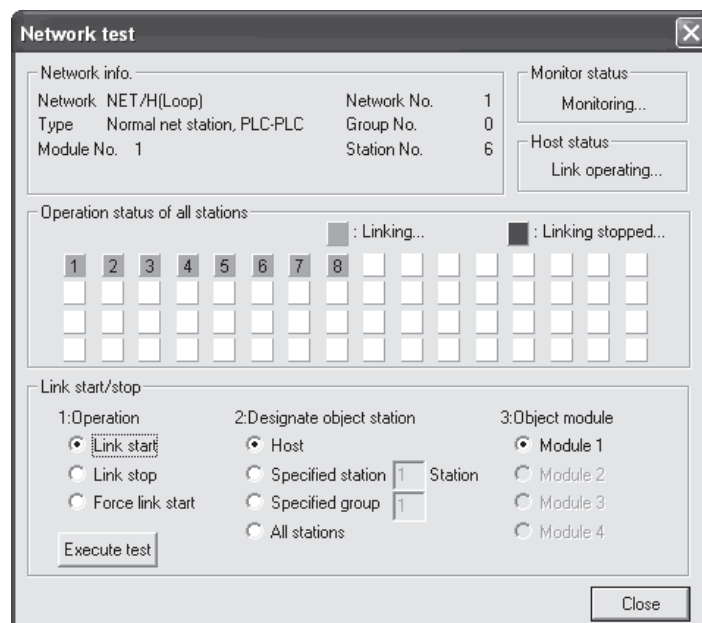 Network test
Network info.
Network NET/H(Loop)
Type Normal net station, PLC-PLC
Module No. 1
Network No. 1
Group No. 0
Station No. 6
Monitor status
Monitoring...
Host status
Link operating...
Operation status of all stations
: Linking...
: Linking stopped...
1 2 3 4 5 6 7 8
Link start/stop
1:Operation
Link start
Link stop
Force link start
Execute test
2:Designate object station
Host
Specified station 1 Station
Specified group 1
All stations
3:Object module
Module 1
Module 2
Module 3
Module 4
Close